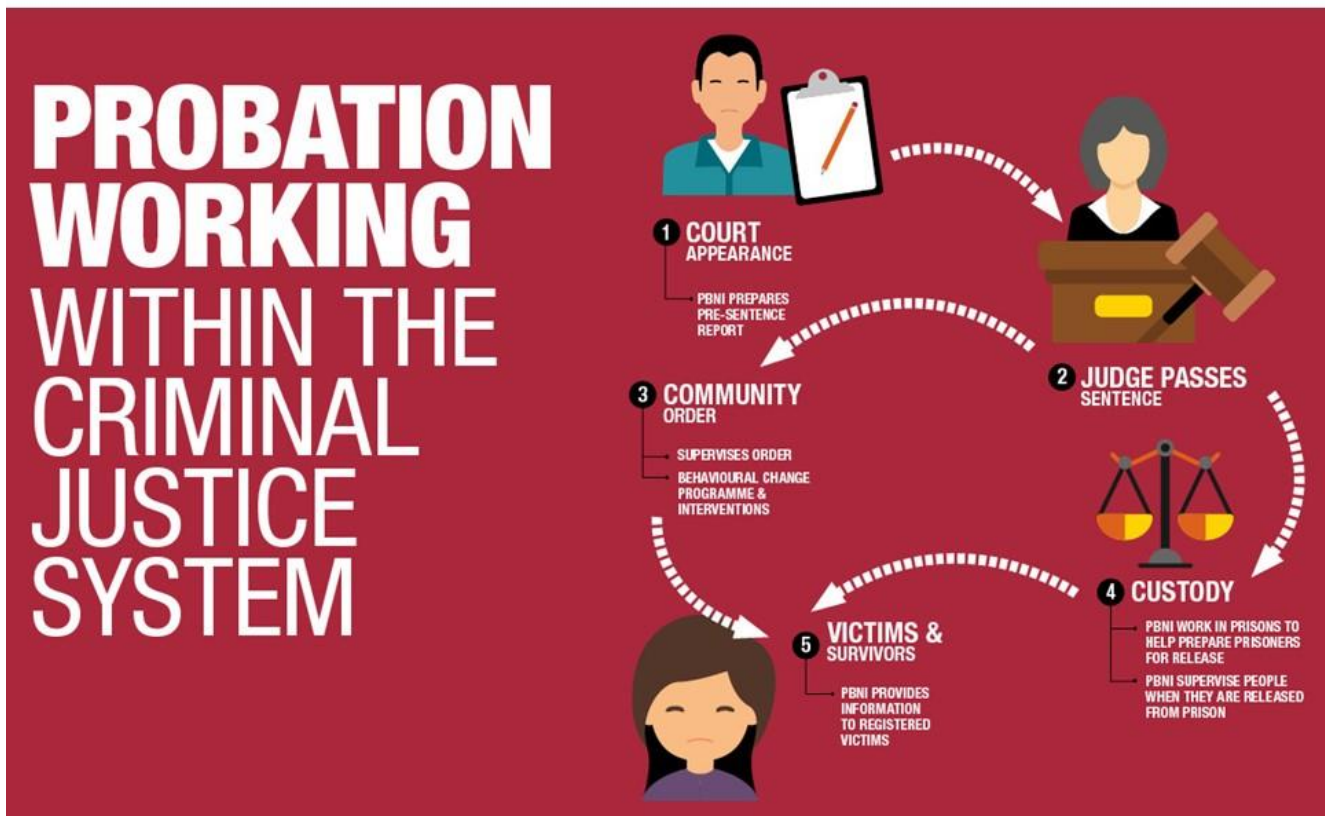 PROBATION
WORKING
WITHIN THE
CRIMINAL
JUSTICE
SYSTEM
1 COURT
APPEARANCE
PBNI PREPARES
PRE-SENTENCE
REPORT
2 JUDGE PASSES
SENTENCE
3 COMMUNITY
ORDER
SUPERVISES ORDER
BEHAVIOURAL CHANGE
PROGRAMME &
INTERVENTIONS
4 CUSTODY
PBNI WORK IN PRISONS TO
HELP PREPARE PRISONERS
FOR RELEASE
PBNI SUPERVISE PEOPLE
WHEN THEY ARE RELEASED
FROM PRISON
5 VICTIMS &
SURVIVORS
PBNI PROVIDES
INFORMATION
TO REGISTERED
VICTIMS